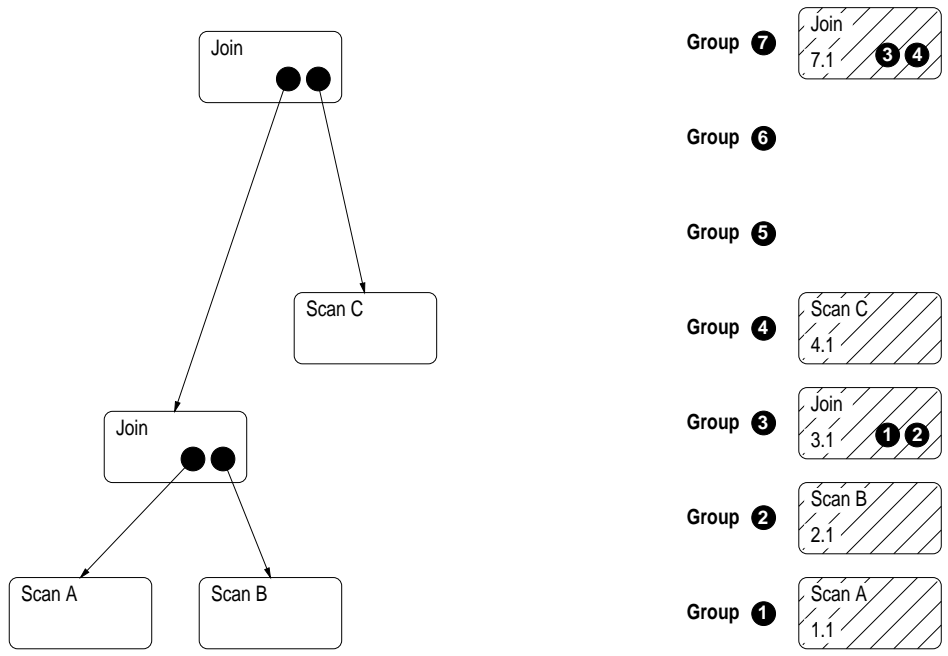 Join
Scan C
Join
Scan A
Scan B
Group 7
Join
7.1
3 4
Group 6
Group 5
Group 4
Scan C
4.1
Group 3
Join
3.1
1 2
Group 2
Scan B
2.1
Group 1
Scan A
1.1